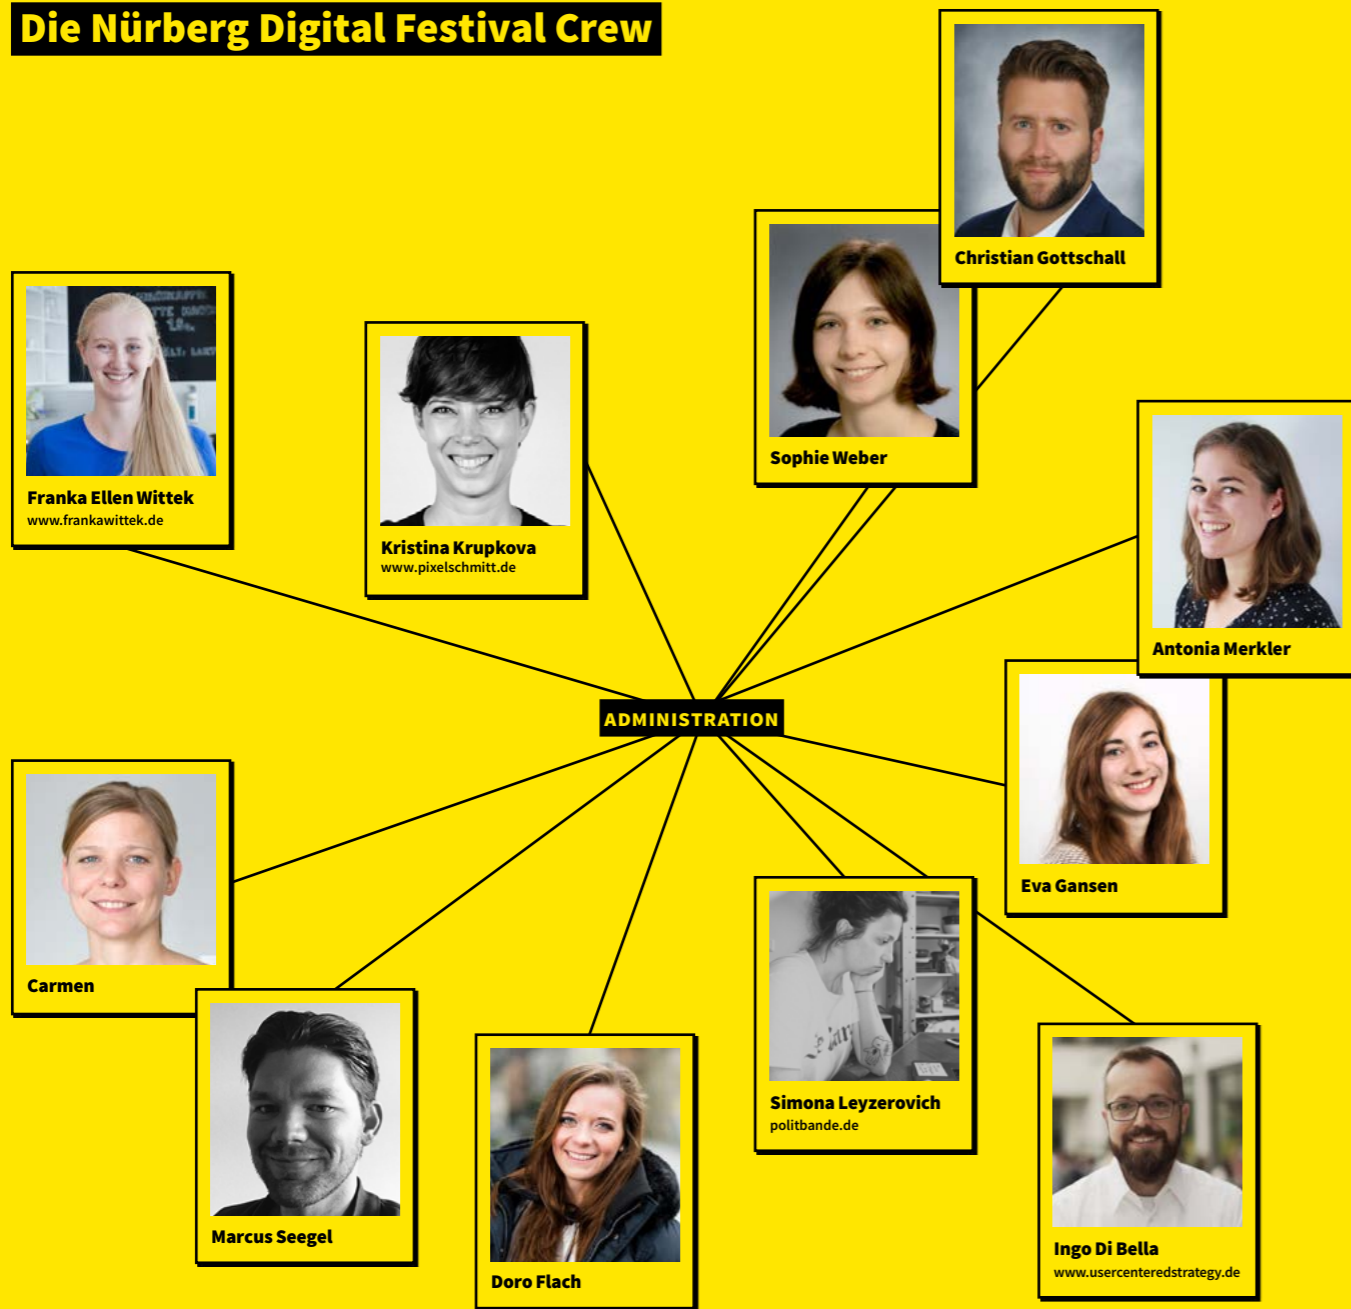 Die Nürberg Digital Festival Crew
Christian Gottschall
Sophie Weber
Franka Ellen Wittek
www.frankawittek.de
Kristina Krupkova
www.pixelschmitt.de
Antonia Merkler
ADMINISTRATION
Eva Gansen
Carmen
Simona Leyzerovich
politbande.de
Marcus Seegel
Doro Flach
Ingo Di Bella
www.usercenteredstrategy.de